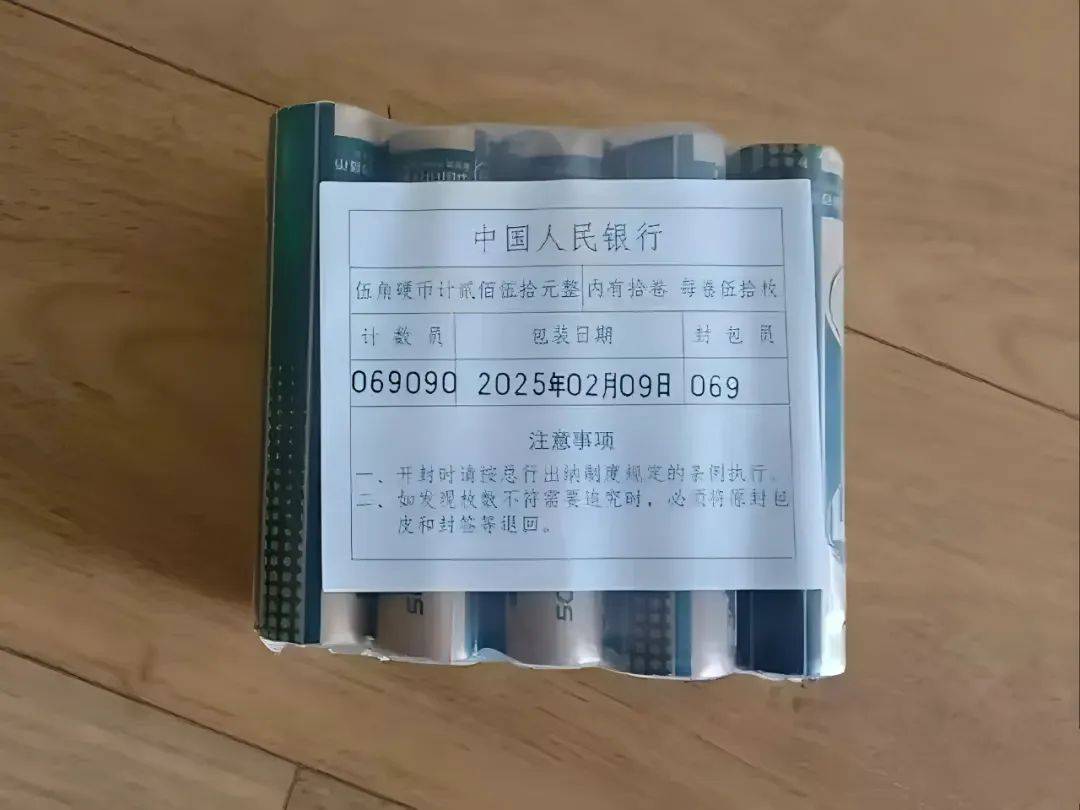 中国人民银行
伍角硬币计贰佰伍拾元整 内有拾卷 每卷伍拾枚
计数员 包装日期 封包员
069090 2025年02月09日 069
注意事项
一、开封时请按总行出纳制度规定的条例执行。
二、如发现枚数不符需要追究时，必须将原封包
皮和封签等退回。
50